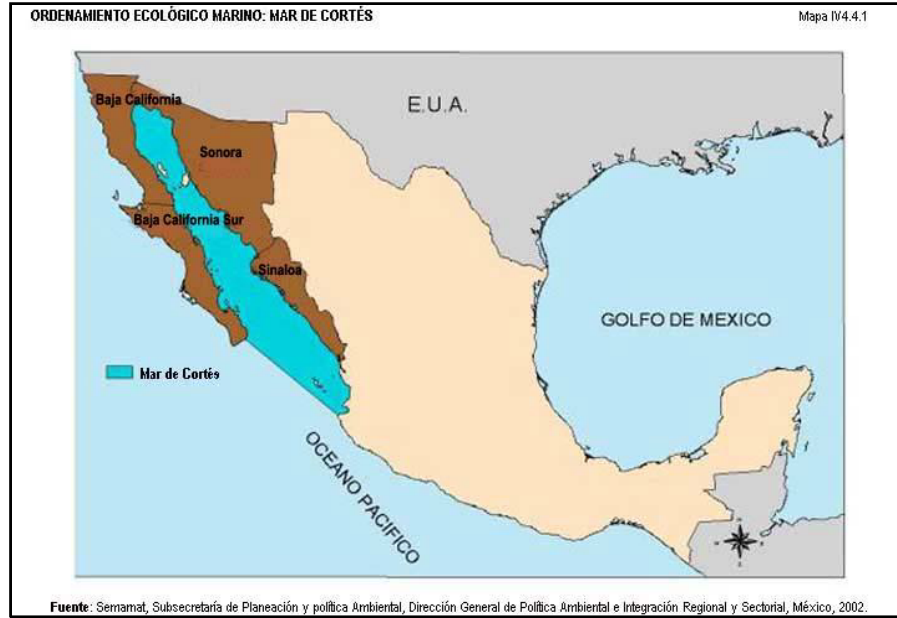 ORDENAMIENTO ECOLÓGICO MARINO: MAR DE CORTÉS
Mapa IV4.4.1
E.U.A.
Baja California
Sonora
Baja California Sur
Sinaloa
GOLFO DE MEXICO
Mar de Cortés
OCEANO PACIFICO
Fuente: Semarnat, Subsecretaría de Planeación y política Ambiental, Dirección General de Política Ambiental e Integración Regional y Sectorial, México, 2002.